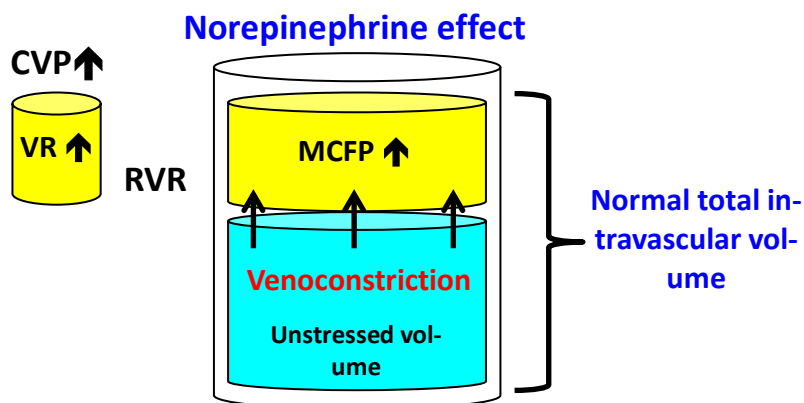 Norepinephrine effect
CVP
VR
RVR
MCFP
Venoconstriction
Unstressed vol-
ume
Normal total in-
travascular vol-
ume